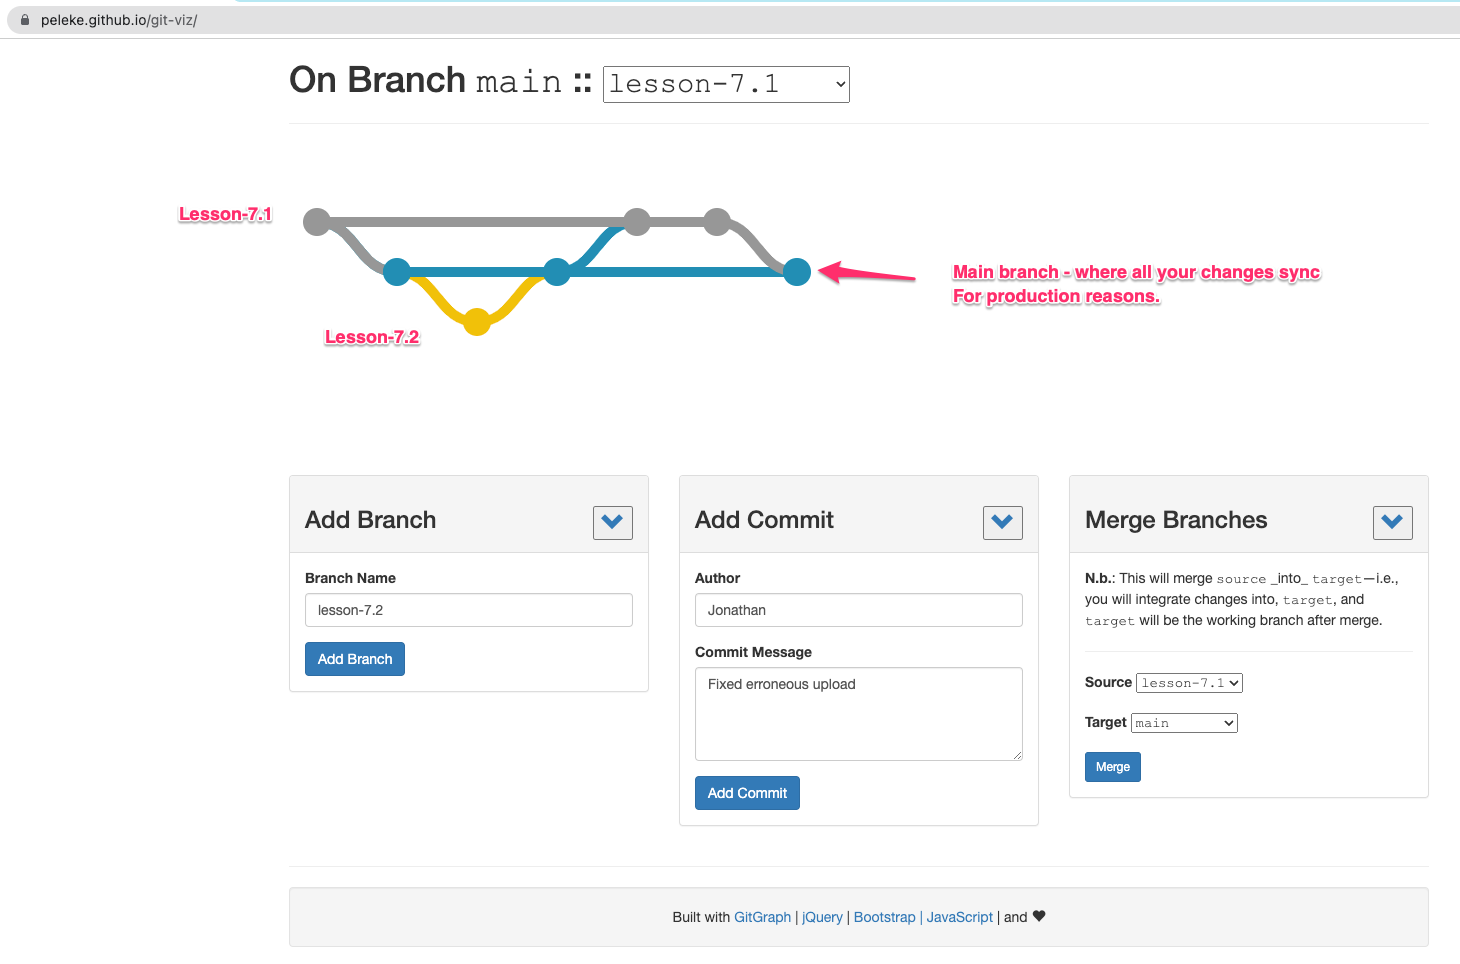 peleke.github.io/git-viz/
On Branch main :: lesson-7.1
Lesson-7.1
Main branch - where all your changes sync
For production reasons.
Lesson-7.2
Add Branch
Branch Name
lesson-7.2
Add Branch
Add Commit
Author
Jonathan
Commit Message
Fixed erroneous upload
Add Commit
Merge Branches
N.b.: This will merge source _into_ target—i.e.,
you will integrate changes into, target, and
target will be the working branch after merge.
Source lesson-7.1
Target main
Merge
Built with GitGraph | jQuery | Bootstrap | JavaScript | and ♥